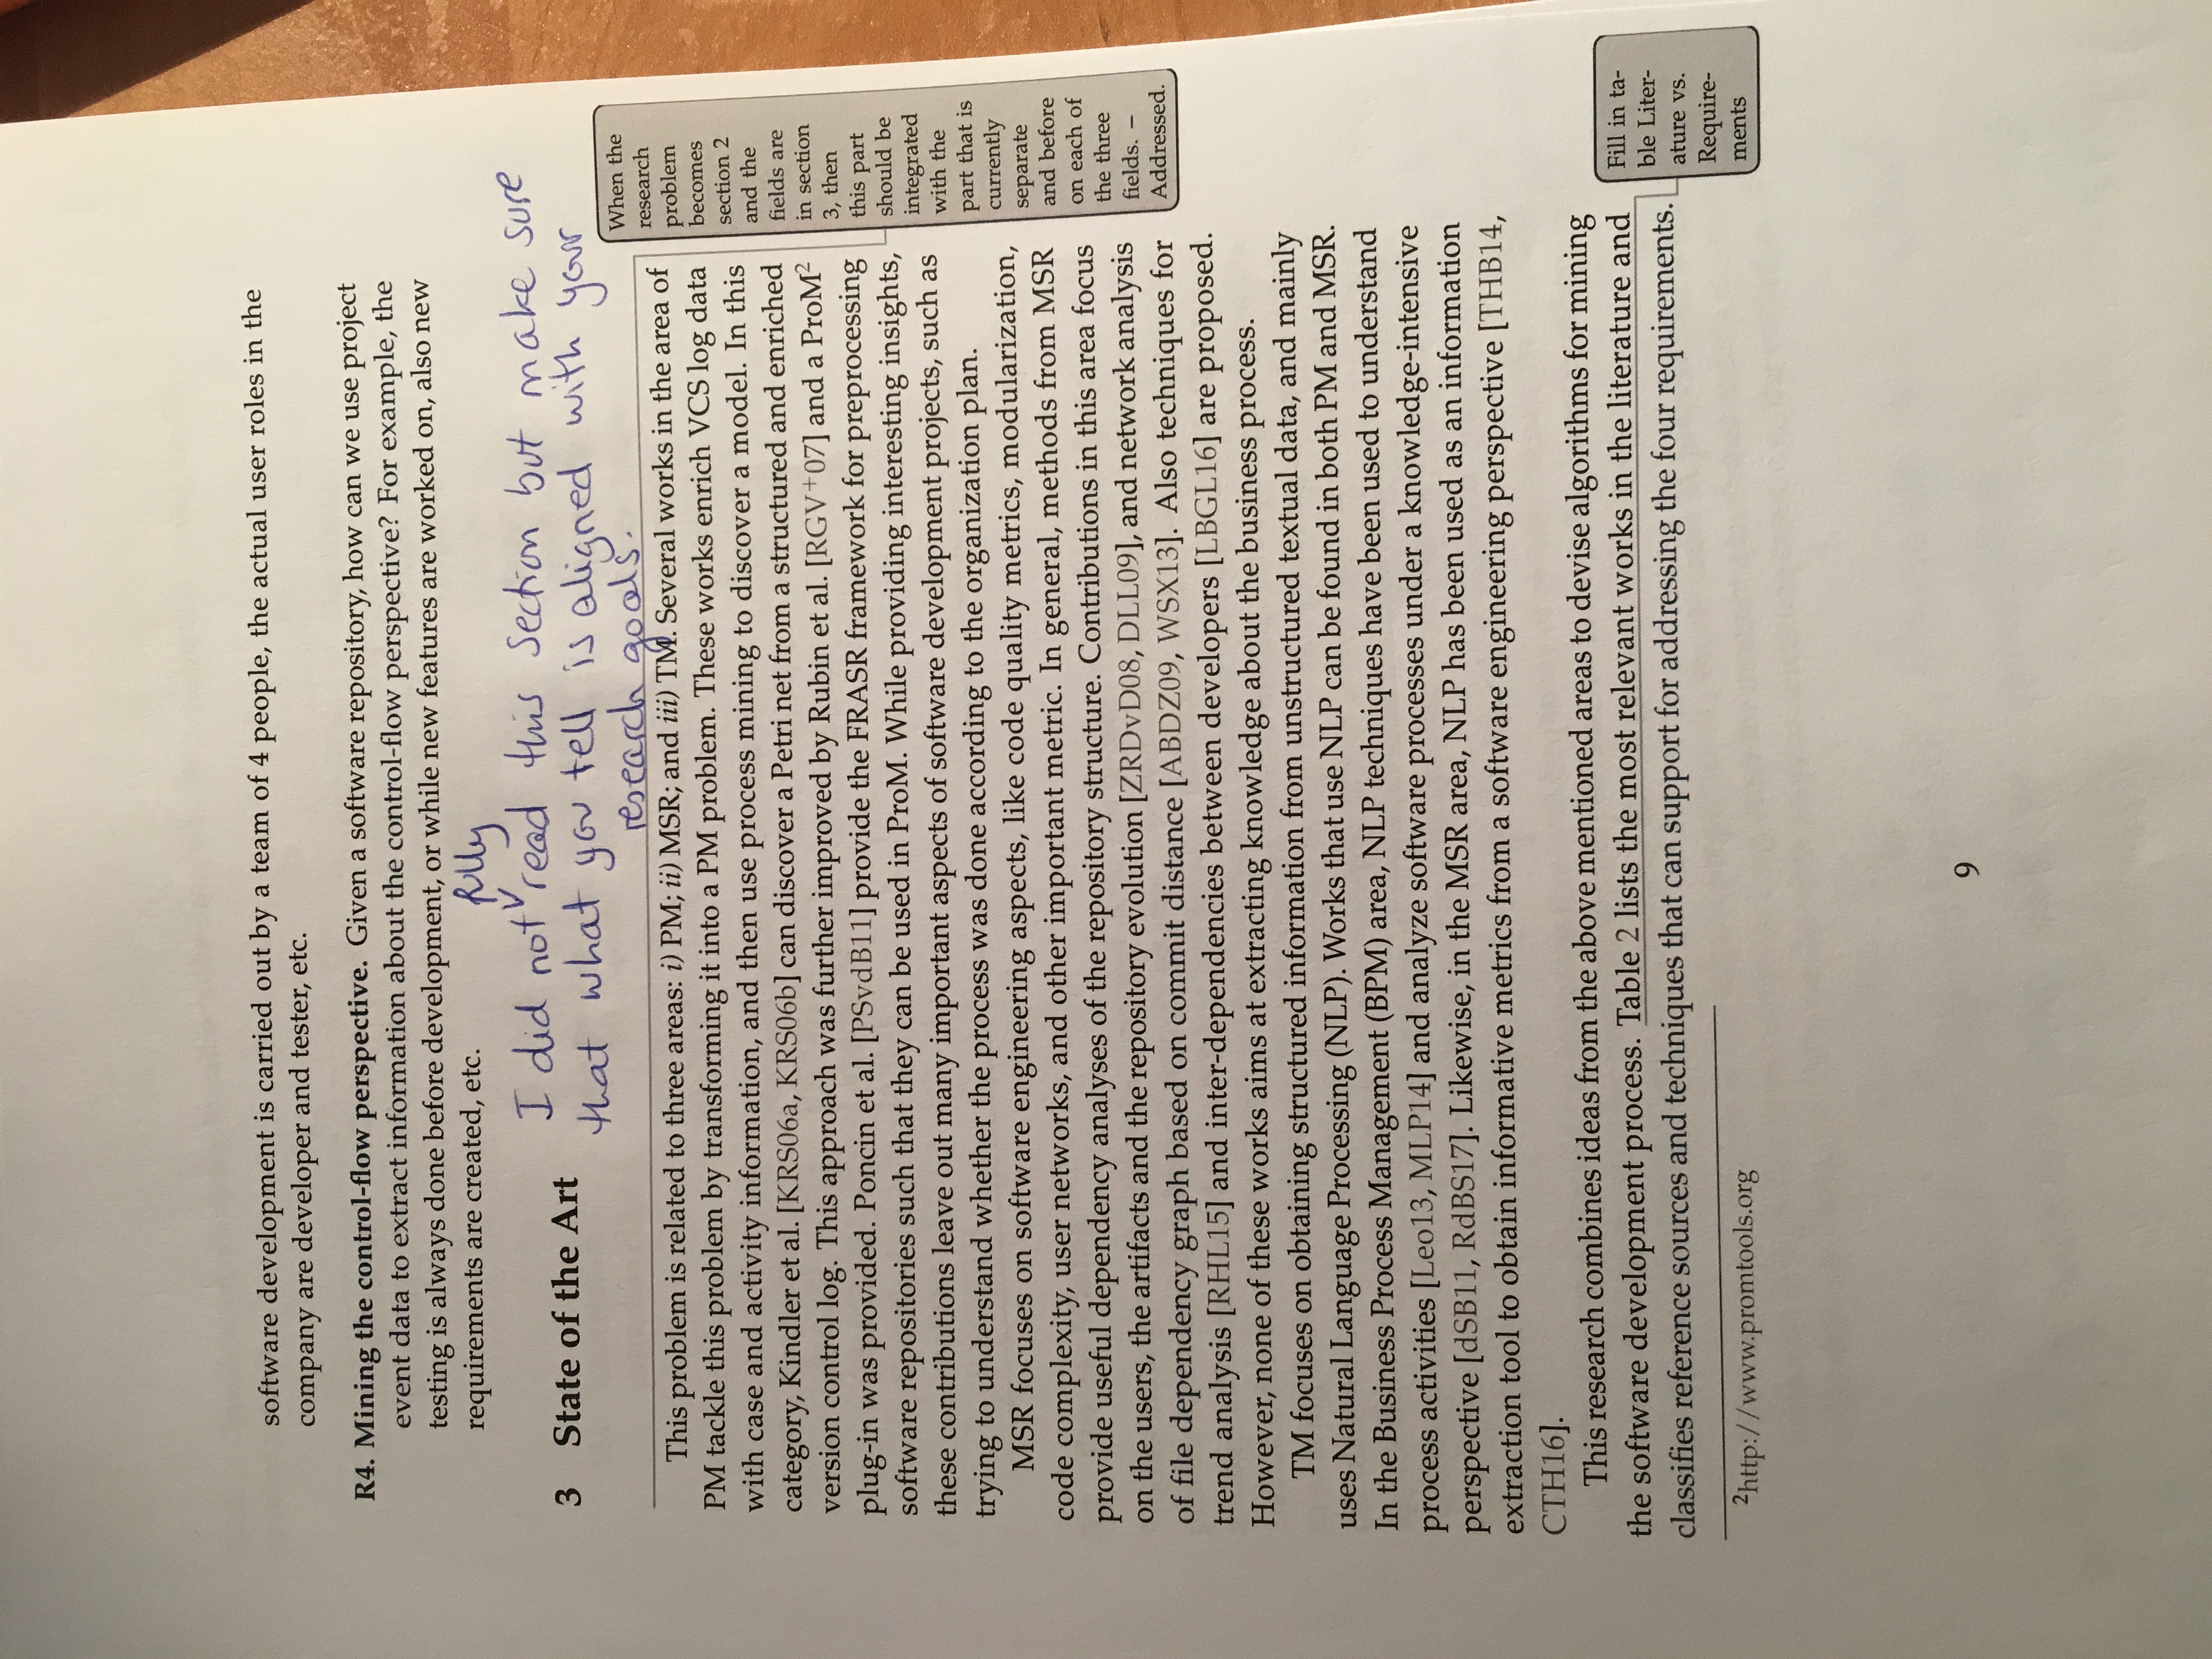 software development is carried out by a team of 4 people, the actual user roles in the
company are developer and tester, etc.
R4. Mining the control-flow perspective. Given a software repository, how can we use project
event data to extract information about the control-flow perspective? For example, the
testing is always done before development, or while new features are worked on, also new
requirements are created, etc.
fully
I did not read this section but make sure
3 State of the Art
that what you tell is aligned with your
research goals.
This problem is related to three areas: i) PM; ii) MSR; and iii) TM. Several works in the area of
PM tackle this problem by transforming it into a PM problem. These works enrich VCS log data
with case and activity information, and then use process mining to discover a model. In this
category, Kindler et al. [KRS06a, KRS06b] can discover a Petri net from a structured and enriched
version control log. This approach was further improved by Rubin et al. [RGV+07] and a ProM²
plug-in was provided. Poncin et al. [PSvdB11] provide the FRASR framework for preprocessing
software repositories such that they can be used in ProM. While providing interesting insights,
these contributions leave out many important aspects of software development projects, such as
trying to understand whether the process was done according to the organization plan.
MSR focuses on software engineering aspects, like code quality metrics, modularization,
code complexity, user networks, and other important metric. In general, methods from MSR
provide useful dependency analyses of the repository structure. Contributions in this area focus
on the users, the artifacts and the repository evolution [ZRDvD08, DLL09], and network analysis
of file dependency graph based on commit distance [ABDZ09, WSX13]. Also techniques for
trend analysis [RHL15] and inter-dependencies between developers [LBGL16] are proposed.
However, none of these works aims at extracting knowledge about the business process.
TM focuses on obtaining structured information from unstructured textual data, and mainly
uses Natural Language Processing (NLP). Works that use NLP can be found in both PM and MSR.
In the Business Process Management (BPM) area, NLP techniques have been used to understand
process activities [Leo13, MLP14] and analyze software processes under a knowledge-intensive
perspective [dSB11, RdBS17]. Likewise, in the MSR area, NLP has been used as an information
extraction tool to obtain informative metrics from a software engineering perspective [THB14,
CTH16].
This research combines ideas from the above mentioned areas to devise algorithms for mining
the software development process. Table 2 lists the most relevant works in the literature and
classifies reference sources and techniques that can support for addressing the four requirements.
²http://www.promtools.org
When the
research
problem
becomes
section 2
and the
fields are
in section
3, then
this part
should be
integrated
with the
part that is
currently
separate
and before
on each of
the three
fields. –
Addressed.
Fill in ta-
ble Liter-
ature vs.
Require-
ments
9